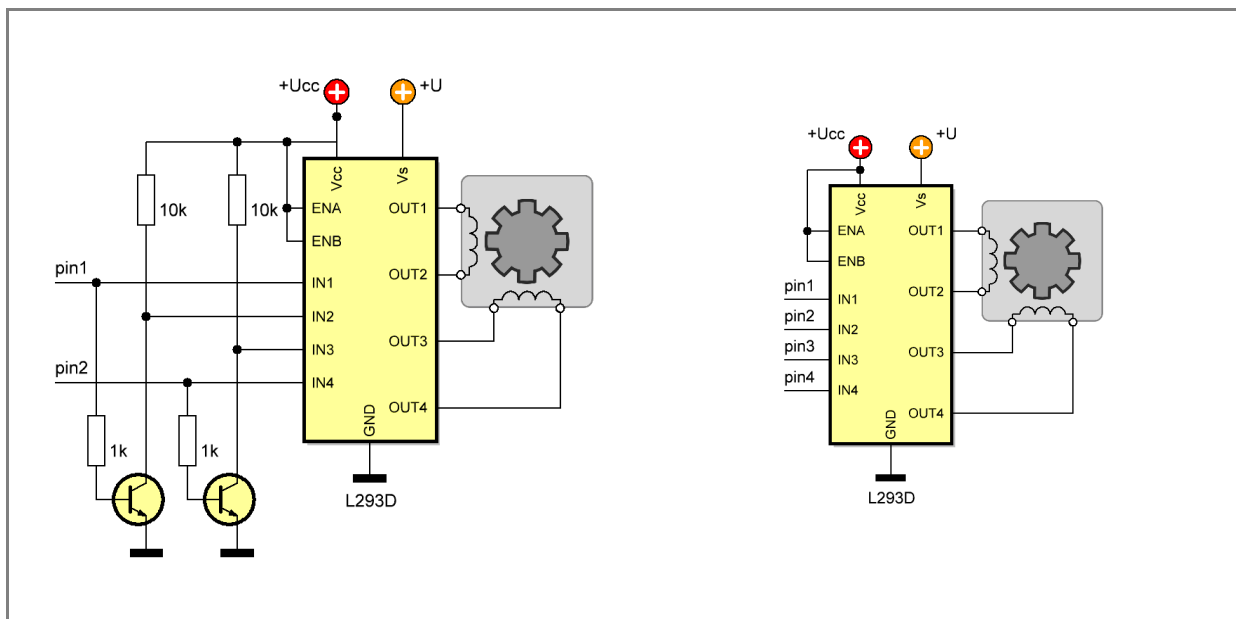 +Ucc
+U
Vcc
Vs
10k
10k
ENA
OUT1
ENB
pin1
OUT2
IN1
IN2
IN3
OUT3
pin2
IN4
OUT4
GND
1k
1k
L293D
+Ucc
+U
Vcc
Vs
ENA
OUT1
ENB
pin1
OUT2
IN1
pin2
IN2
pin3
OUT3
IN3
pin4
IN4
OUT4
GND
L293D